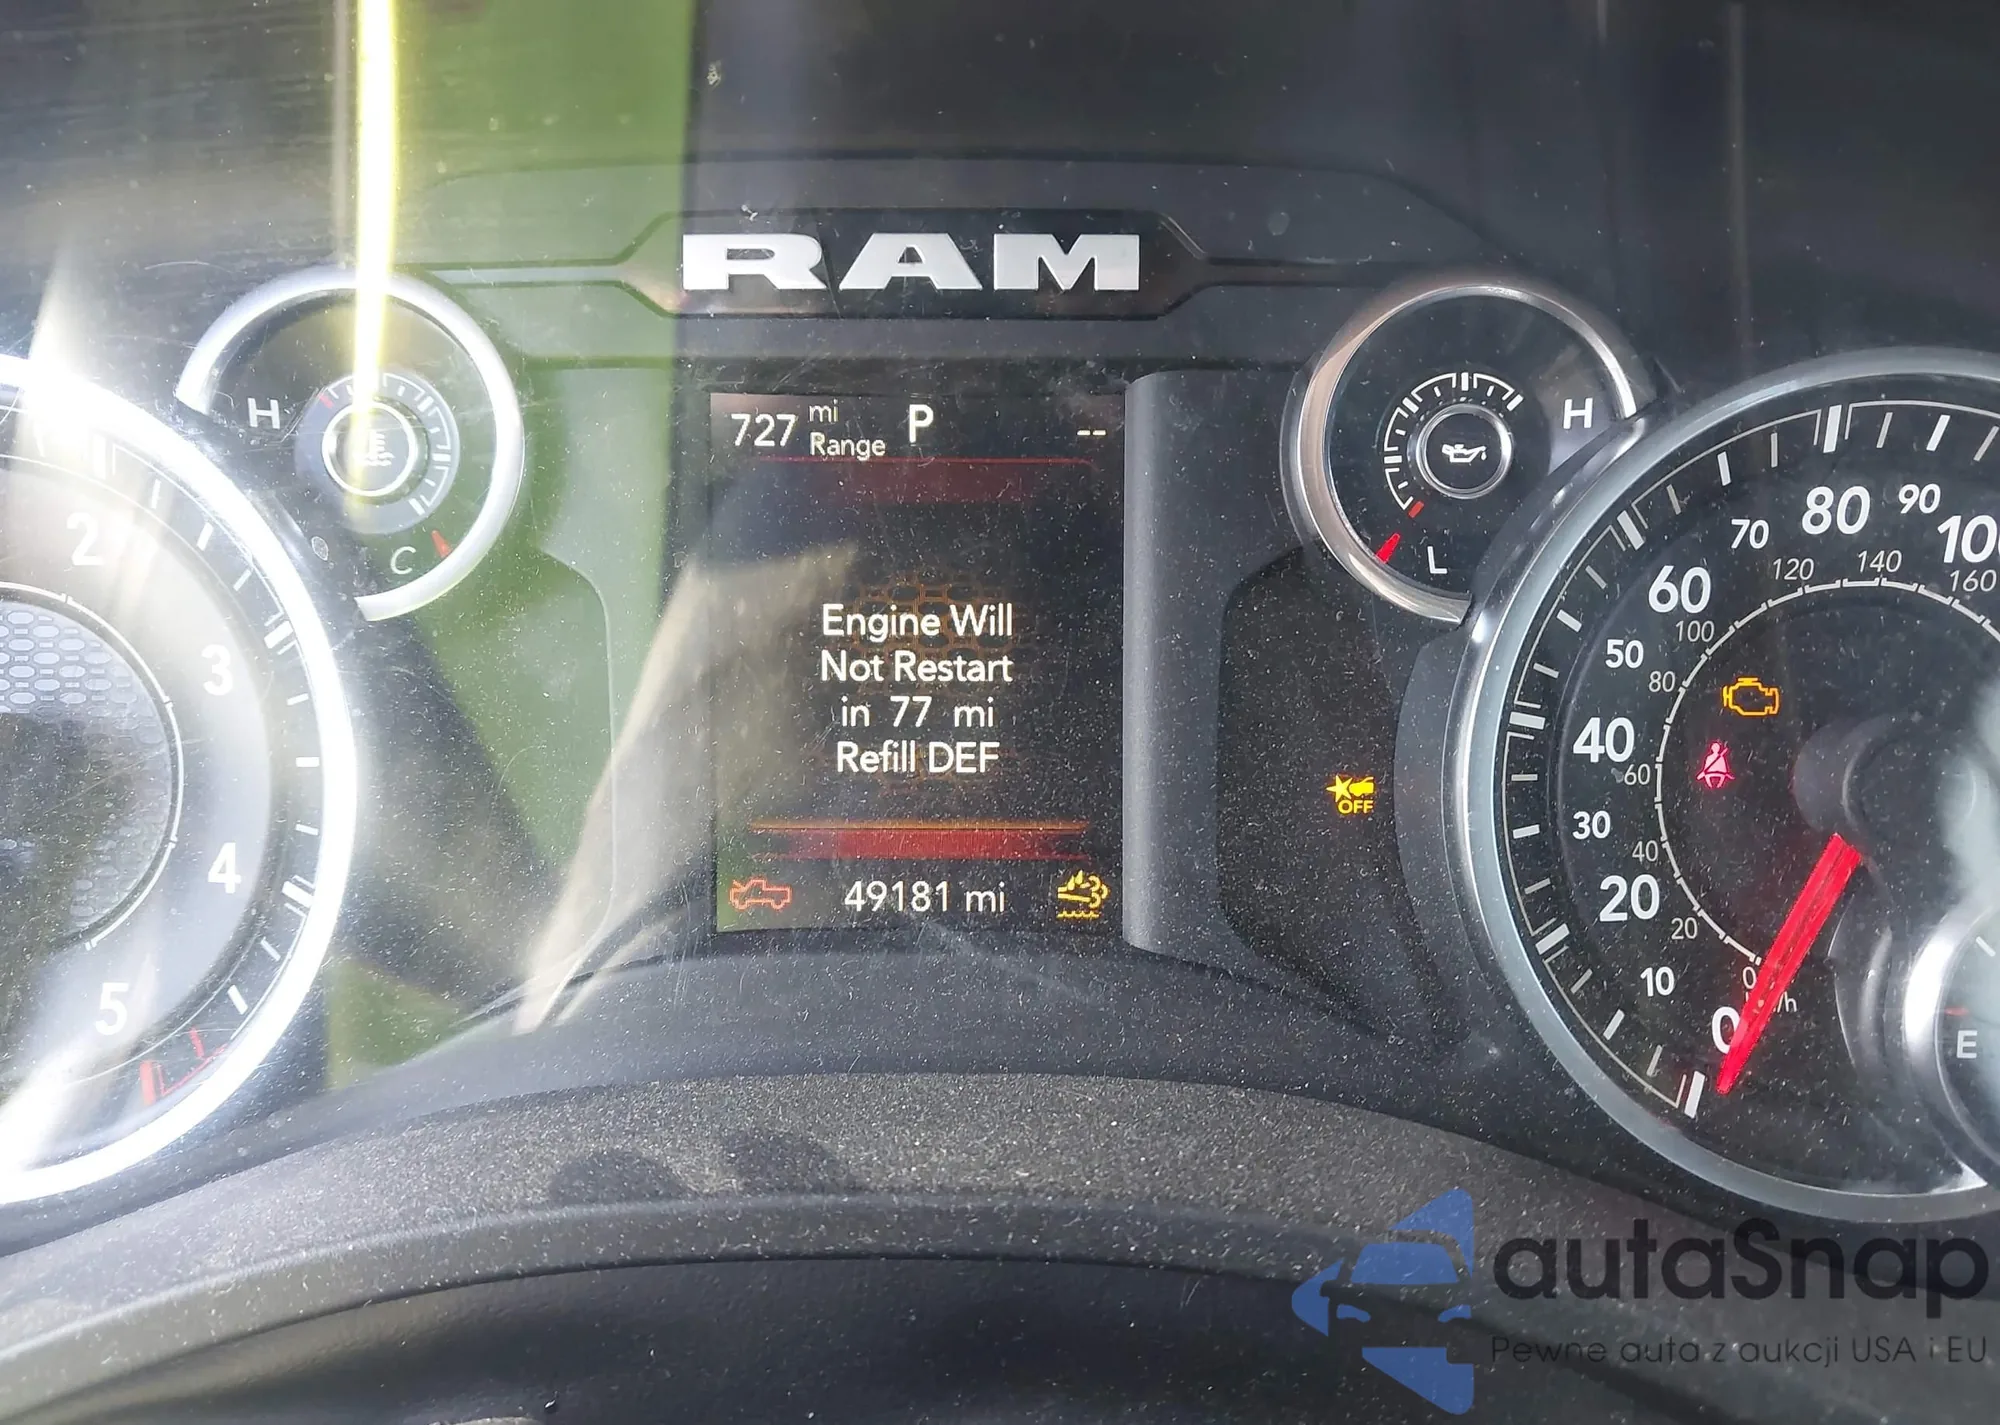 RAM
727 mi Range P --
H
C
H
L
Engine Will
Not Restart
in 77 mi
Refill DEF
49181 mi
OFF
2
3
4
5
0
10
20
30
40
50
60
70
80
90
100
0
20
40
60
80
100
120
140
160
E
autaSnap
Pewne auta z aukcji USA i EU